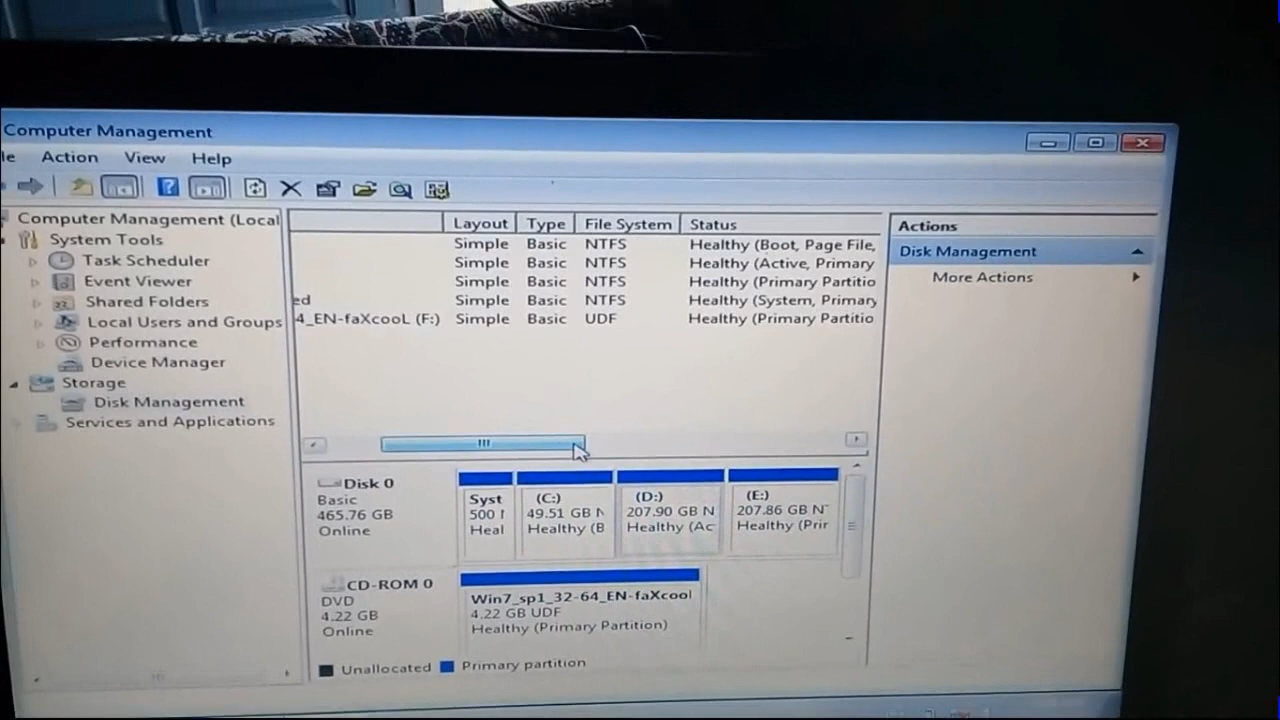 Computer Management
le Action View Help
Computer Management (Local
System Tools
Task Scheduler
Event Viewer
Shared Folders
Local Users and Groups
Performance
Device Manager
Storage
Disk Management
Services and Applications
Layout Type File System Status
Simple Basic NTFS Healthy (Boot, Page File,
Simple Basic NTFS Healthy (Active, Primary
Simple Basic NTFS Healthy (Primary Partitio
ed Simple Basic NTFS Healthy (System, Primary
4_EN-faXcooL (F:) Simple Basic UDF Healthy (Primary Partitio
Actions
Disk Management
More Actions
Disk 0
Basic
465.76 GB
Online
Syst
500
Heal
(C:)
49.51 GB N
Healthy (B
(D:)
207.90 GB N
Healthy (Ac
(E:)
207.86 GB N
Healthy (Prir
CD-ROM 0
DVD
4.22 GB
Online
Win7_sp1_32-64_EN-faXcool
4.22 GB UDF
Healthy (Primary Partition)
Unallocated Primary partition